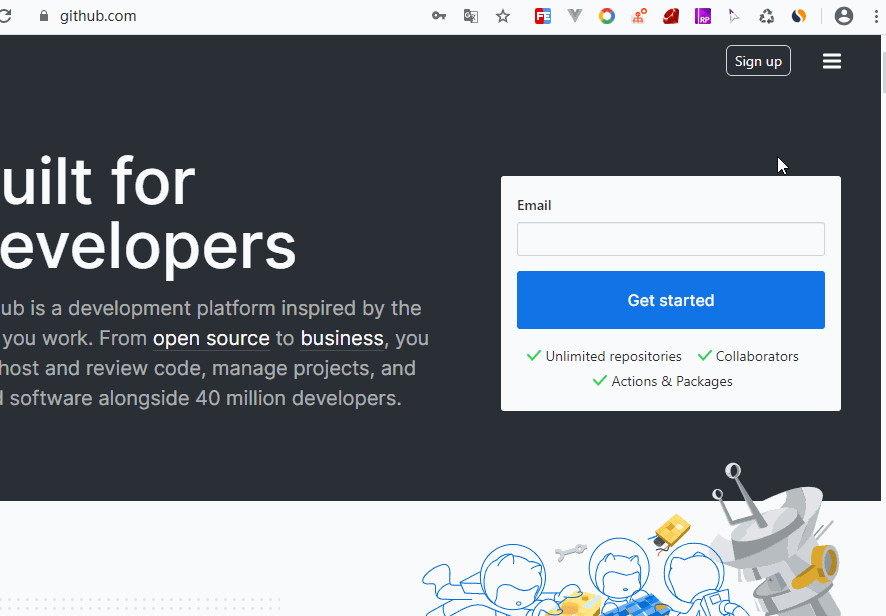 github.com
FE
RP
Sign up
uilt for
evelopers
ub is a development platform inspired by the
you work. From open source to business, you
host and review code, manage projects, and
software alongside 40 million developers.
Email
Get started
Unlimited repositories
Collaborators
Actions & Packages